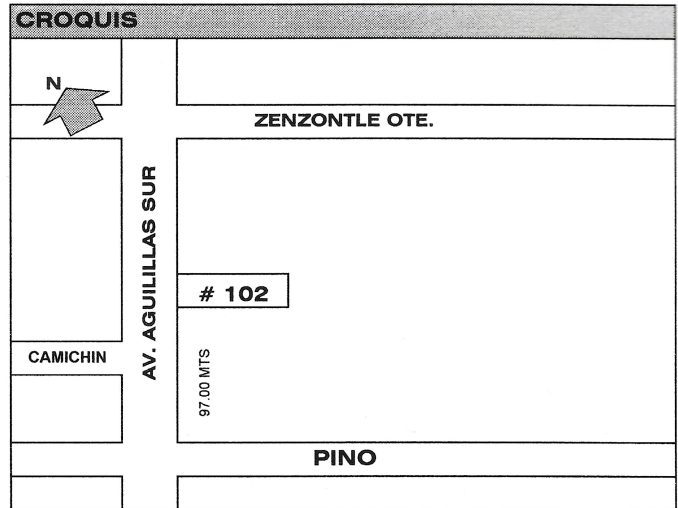 CROQUIS
N
ZENZONTLE OTE.
AV. AGUILILLAS SUR
# 102
CAMICHIN
97.00 MTS
PINO